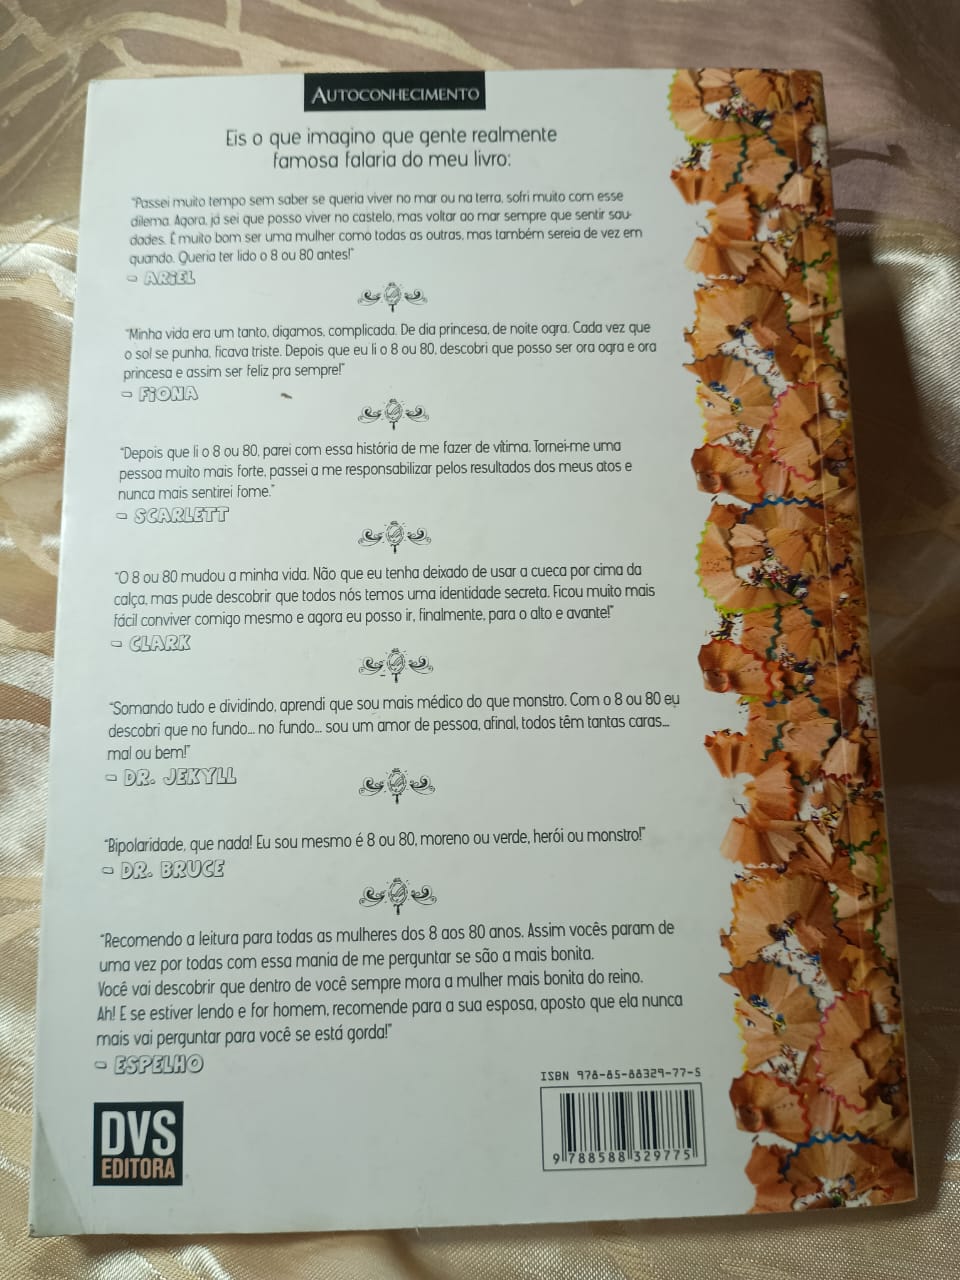 AUTOCONHECIMENTO
Eis o que imagino que gente realmente
famosa falaria do meu livro:
"Passei muito tempo sem saber se queria viver no mar ou na terra, sofri muito com esse
dilema. Agora, já sei que posso viver no castelo, mas voltar ao mar sempre que sentir sau-
dades. É muito bom ser uma mulher como todas as outras, mas também sereia de vez em
quando. Queria ter lido o 8 ou 80 antes!"
- ARIEL
"Minha vida era um tanto, digamos, complicada. De dia princesa, de noite ogra. Cada vez que
o sol se punha, ficava triste. Depois que eu li o 8 ou 80, descobri que posso ser ora ogra e ora
princesa e assim ser feliz pra sempre!"
- FIONA
"Depois que li o 8 ou 80, parei com essa história de me fazer de vítima. Tornei-me uma
pessoa muito mais forte, passei a me responsabilizar pelos resultados dos meus atos e
nunca mais sentirei fome."
- SCARLETT
"O 8 ou 80 mudou a minha vida. Não que eu tenha deixado de usar a cueca por cima da
calça, mas pude descobrir que todos nós temos uma identidade secreta. Ficou muito mais
fácil conviver comigo mesmo e agora eu posso ir, finalmente, para o alto e avante!"
- CLARK
"Somando tudo e dividindo, aprendi que sou mais médico do que monstro. Com o 8 ou 80 eu
descobri que no fundo... no fundo... sou um amor de pessoa, afinal, todos têm tantas caras...
mal ou bem!"
- DR. JEKYLL
"Bipolaridade, que nada! Eu sou mesmo é 8 ou 80, moreno ou verde, herói ou monstro!"
- DR. BRUCE
"Recomendo a leitura para todas as mulheres dos 8 aos 80 anos. Assim vocês param de
uma vez por todas com essa mania de me perguntar se são a mais bonita.
Você vai descobrir que dentro de você sempre mora a mulher mais bonita do reino.
Ah! E se estiver lendo e for homem, recomende para a sua esposa, aposto que ela nunca
mais vai perguntar para você se está gorda!"
- ESPELHO
ISBN 978-85-88329-77-5
9 788588 329775
DVS
EDITORA